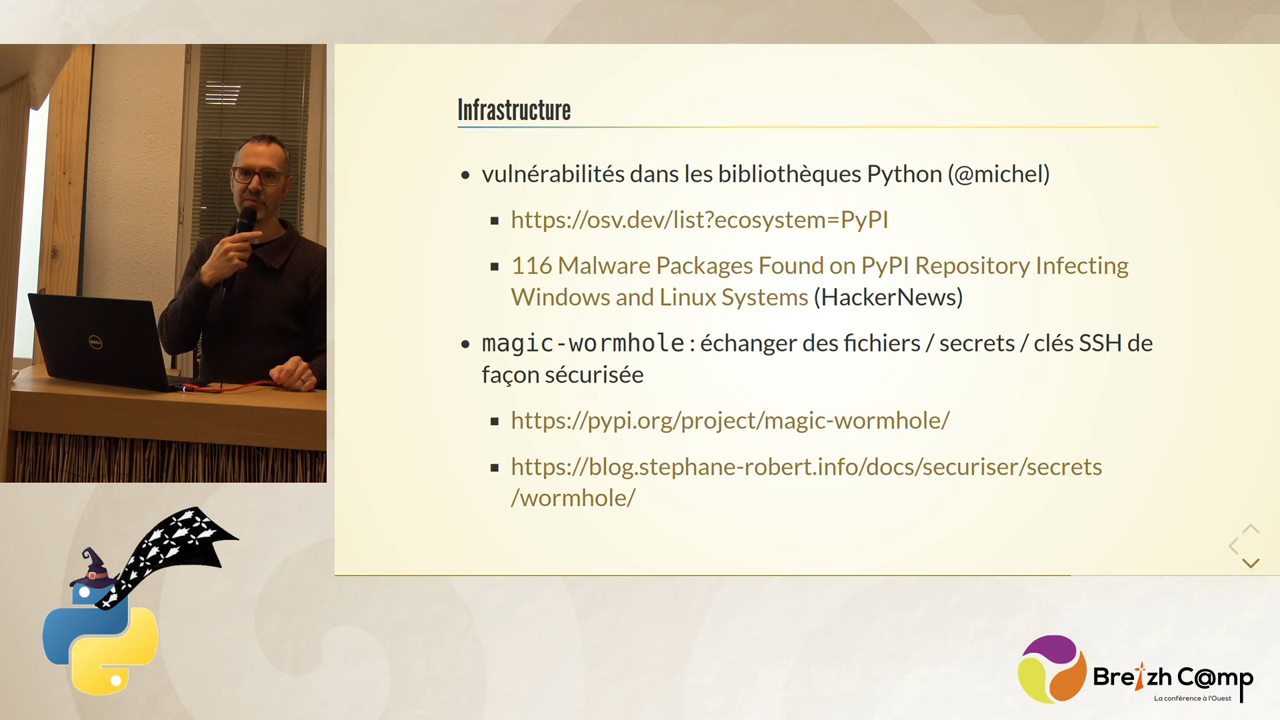 Infrastructure
vulnérabilités dans les bibliothèques Python (@michel)
https://osv.dev/list?ecosystem=PyPI
116 Malware Packages Found on PyPI Repository Infecting
Windows and Linux Systems (HackerNews)
magic-wormhole : échanger des fichiers / secrets / clés SSH de
façon sécurisée
https://pypi.org/project/magic-wormhole/
https://blog.stephane-robert.info/docs/securiser/secrets
/wormhole/
DELL
Breizh C@mp
La conférence à l'Ouest